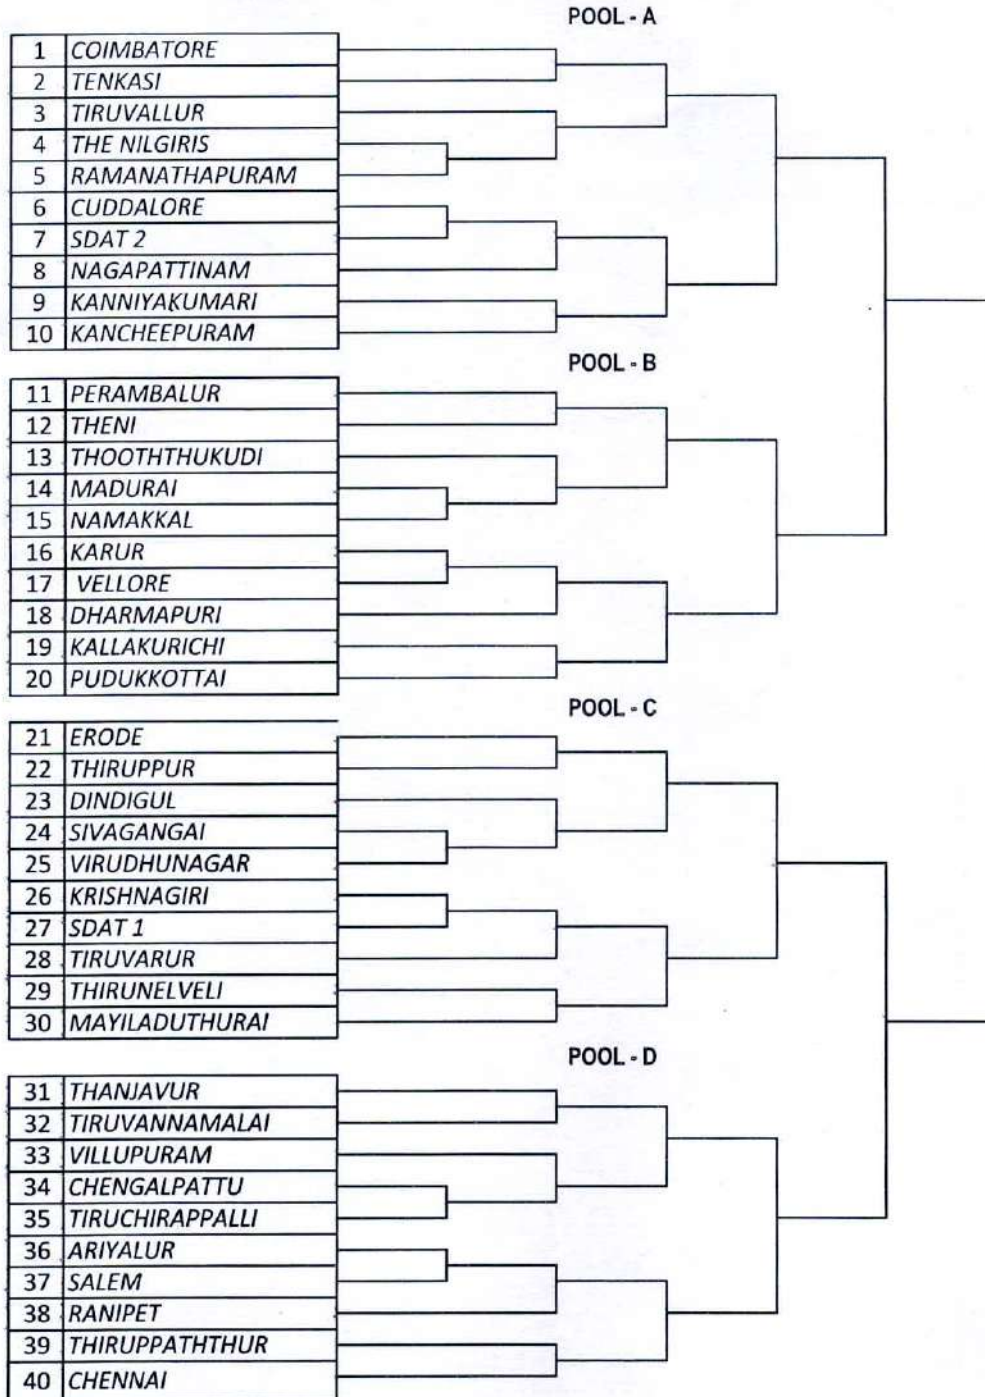 POOL - A
1 COIMBATORE
2 TENKASI
3 TIRUVALLUR
4 THE NILGIRIS
5 RAMANATHAPURAM
6 CUDDALORE
7 SDAT 2
8 NAGAPATTINAM
9 KANNIYAKUMARI
10 KANCHEEPURAM
POOL - B
11 PERAMBALUR
12 THENI
13 THOOTHTHUKUDI
14 MADURAI
15 NAMAKKAL
16 KARUR
17 VELLORE
18 DHARMAPURI
19 KALLAKURICHI
20 PUDUKKOTTAI
POOL - C
21 ERODE
22 THIRUPPUR
23 DINDIGUL
24 SIVAGANGAI
25 VIRUDHUNAGAR
26 KRISHNAGIRI
27 SDAT 1
28 TIRUVARUR
29 THIRUNELVELI
30 MAYILADUTHURAI
POOL - D
31 THANJAVUR
32 TIRUVANNAMALAI
33 VILLUPURAM
34 CHENGALPATTU
35 TIRUCHIRAPPALLI
36 ARIYALUR
37 SALEM
38 RANIPET
39 THIRUPPATHTHUR
40 CHENNAI